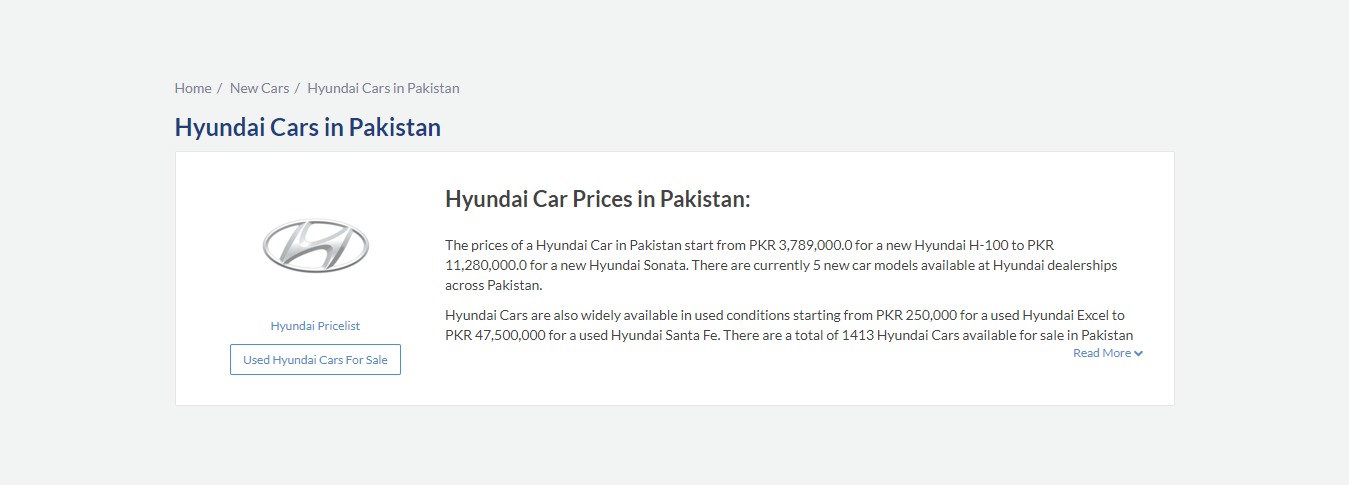 Home / New Cars / Hyundai Cars in Pakistan
Hyundai Cars in Pakistan
Hyundai Pricelist
Used Hyundai Cars For Sale
Hyundai Car Prices in Pakistan:
The prices of a Hyundai Car in Pakistan start from PKR 3,789,000.0 for a new Hyundai H-100 to PKR
11,280,000.0 for a new Hyundai Sonata. There are currently 5 new car models available at Hyundai dealerships
across Pakistan.
Hyundai Cars are also widely available in used conditions starting from PKR 250,000 for a used Hyundai Excel to
PKR 47,500,000 for a used Hyundai Santa Fe. There are a total of 1413 Hyundai Cars available for sale in Pakistan
Read More